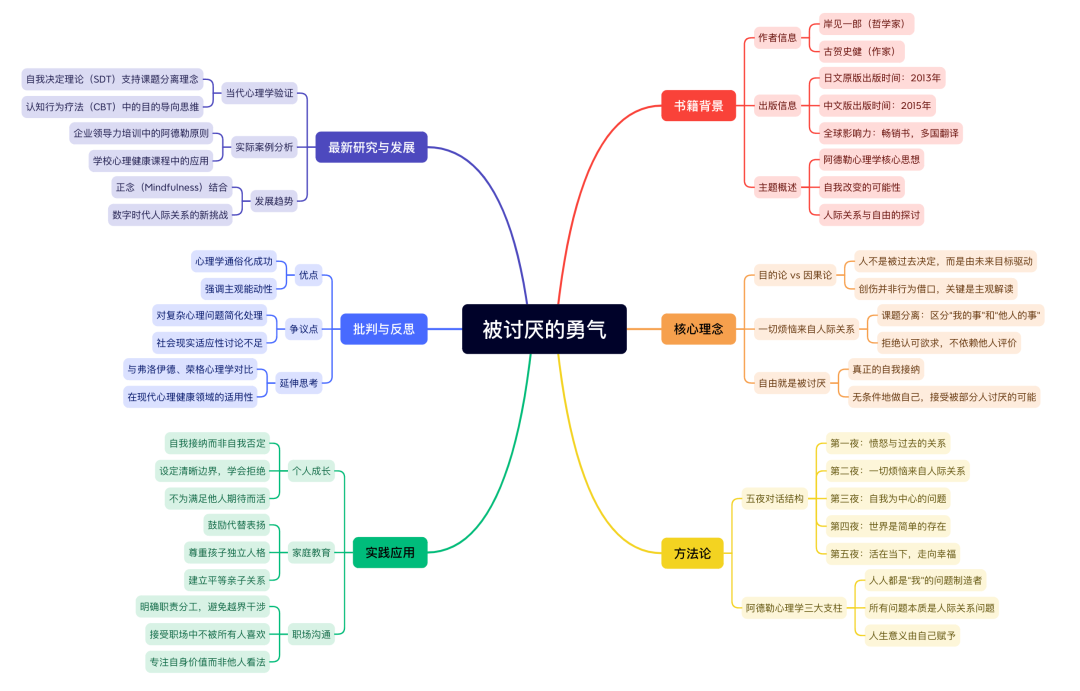 被讨厌的勇气
书籍背景
作者信息
岸见一郎（哲学家）
古贺史健（作家）
出版信息
日文原版出版时间：2013年
中文版出版时间：2015年
全球影响力：畅销书，多国翻译
主题概述
阿德勒心理学核心思想
自我改变的可能性
人际关系与自由的探讨
核心理念
目的论 vs 因果论
人不是被过去决定，而是由未来目标驱动
创伤并非行为借口，关键是主观解读
一切烦恼来自人际关系
课题分离：区分"我的事"和"他人的事"
拒绝认可欲求，不依赖他人评价
自由就是被讨厌
真正的自我接纳
无条件地做自己，接受被部分人讨厌的可能
方法论
五夜对话结构
第一夜：愤怒与过去的关系
第二夜：一切烦恼来自人际关系
第三夜：自我为中心的问题
第四夜：世界是简单的存在
第五夜：活在当下，走向幸福
阿德勒心理学三大支柱
人人都是"我"的问题制造者
所有问题本质是人际关系问题
人生意义由自己赋予
最新研究与发展
当代心理学验证
自我决定理论（SDT）支持课题分离理念
认知行为疗法（CBT）中的目的导向思维
实际案例分析
企业领导力培训中的阿德勒原则
学校心理健康课程中的应用
发展趋势
正念（Mindfulness）结合
数字时代人际关系的新挑战
批判与反思
优点
心理学通俗化成功
强调主观能动性
争议点
对复杂心理问题简化处理
社会现实适应性讨论不足
延伸思考
与弗洛伊德、荣格心理学对比
在现代心理健康领域的适用性
实践应用
个人成长
自我接纳而非自我否定
设定清晰边界，学会拒绝
不为满足他人期待而活
家庭教育
鼓励代替表扬
尊重孩子独立人格
建立平等亲子关系
职场沟通
明确职责分工，避免越界干涉
接受职场中不被所有人喜欢
专注自身价值而非他人看法